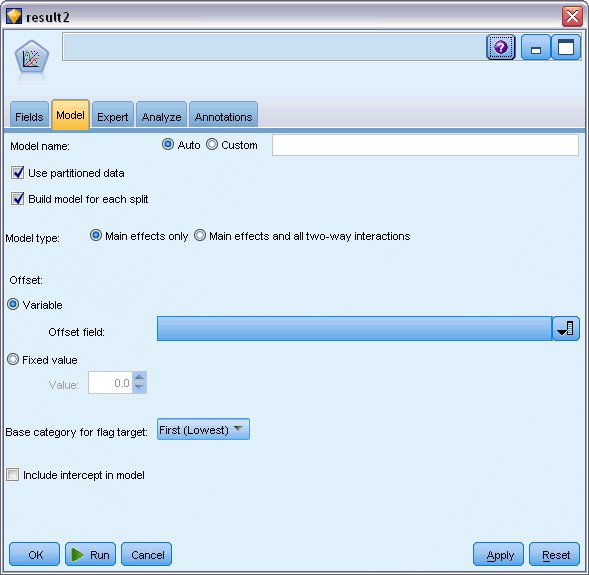 result2
?
Fields Model Expert Analyze Annotations
Model name: Auto Custom
Use partitioned data
Build model for each split
Model type: Main effects only Main effects and all two-way interactions
Offset:
Variable
Offset field:
Fixed value
Value: 0.0
Base category for flag target: First (Lowest)
Include intercept in model
OK Run Cancel Apply Reset